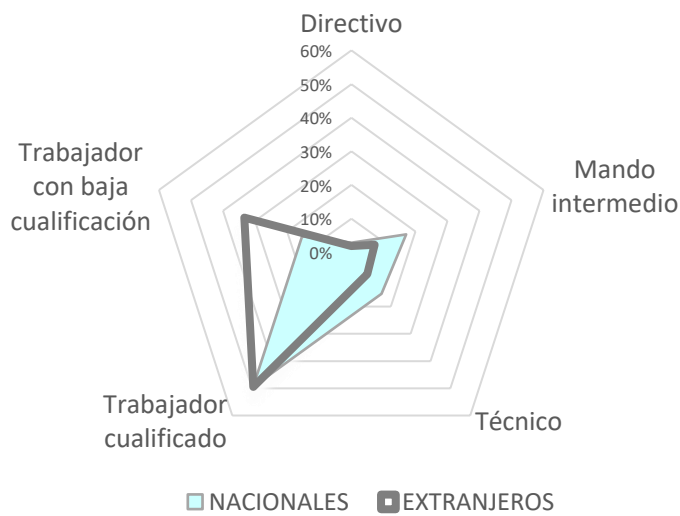 Directivo
60%
50%
40%
30%
20%
10%
0%
Mando
intermedio
Técnico
Trabajador
cualificado
Trabajador
con baja
cualificación
NACIONALES
EXTRANJEROS